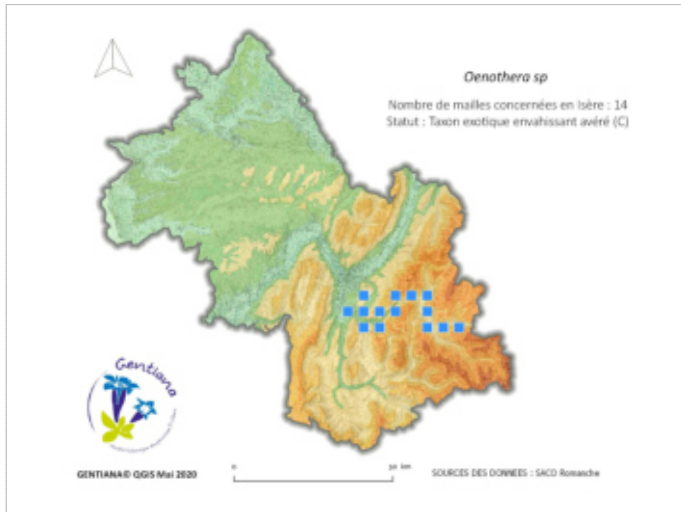 Oenothera sp
Nombre de mailles concernées en Isère : 14
Statut : Taxon exotique envahissant avéré (C)
Gentiana
GENTIANA© QGIS Mai 2020
0
km
SOURCES DES DONNEES : SACO Romanche